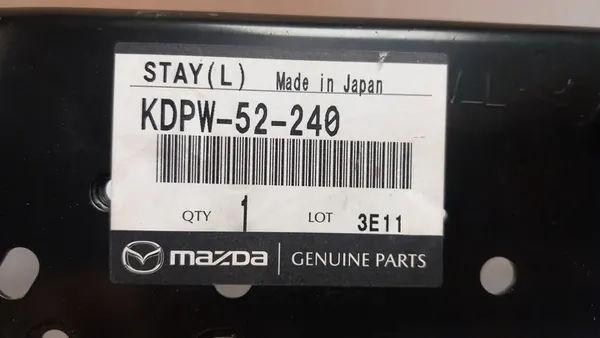 STAY(L) Made in Japan
KDPW-52-240
QTY 1 LOT 3E11
mazda GENUINE PARTS